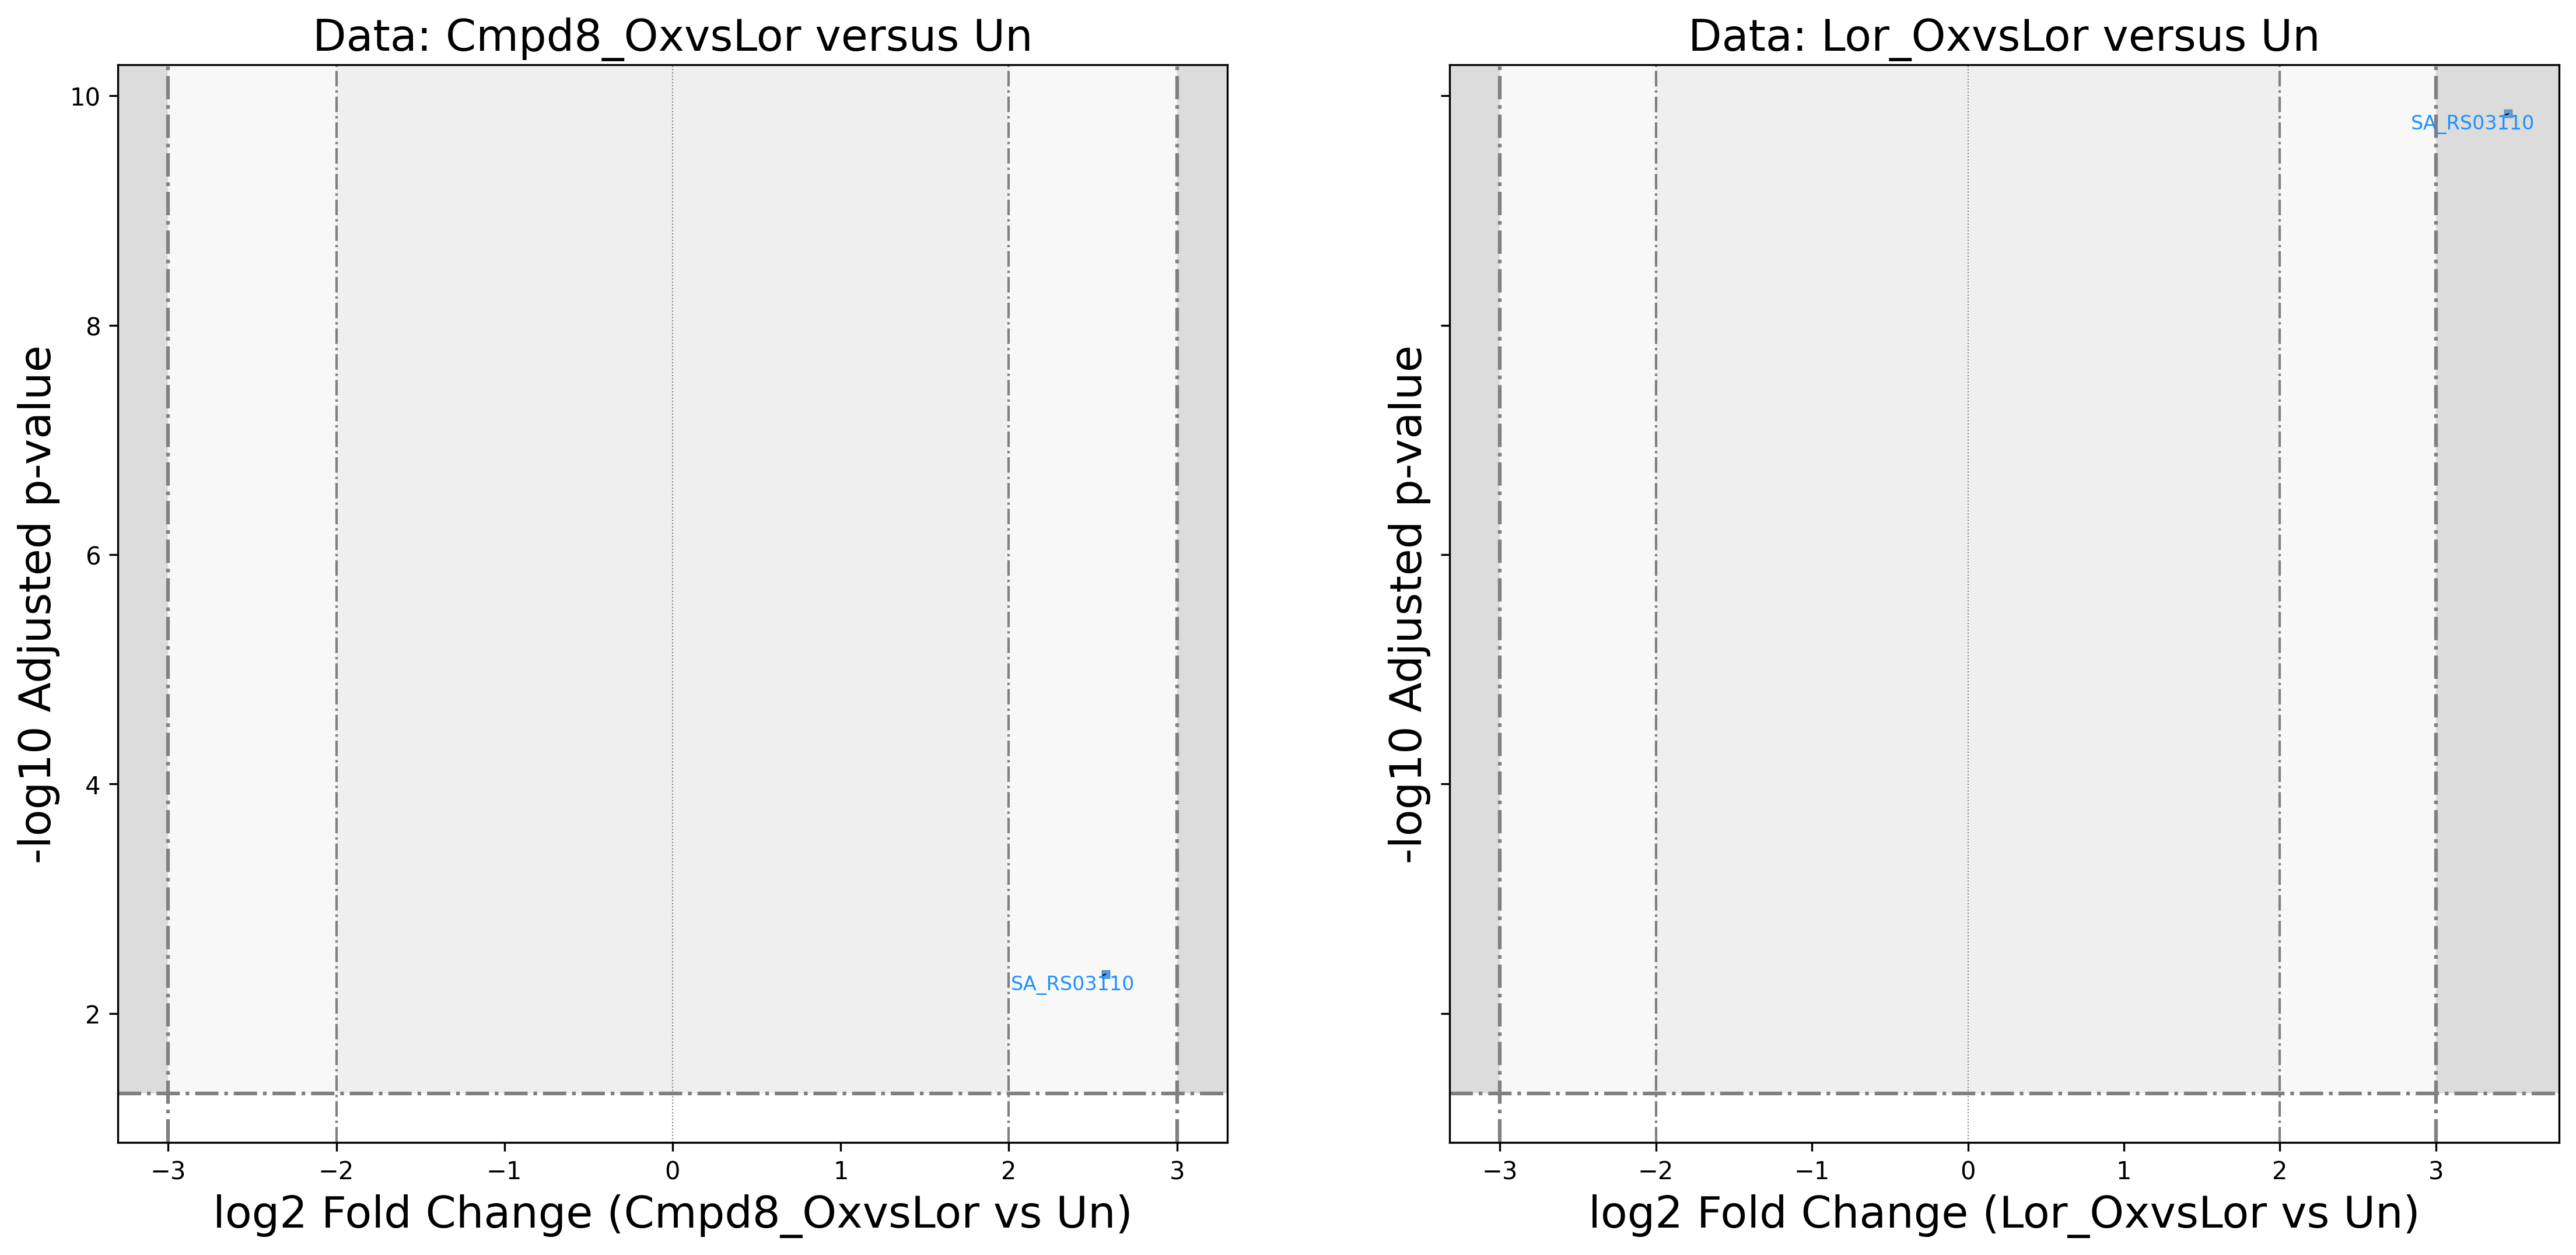 Data: Cmpd8_OxvsLor versus Un
-log10 Adjusted p-value
10
8
6
4
2
SA_RS03110
−3 −2 −1 0 1 2 3
log2 Fold Change (Cmpd8_OxvsLor vs Un)
Data: Lor_OxvsLor versus Un
-log10 Adjusted p-value
SA_RS03110
−3 −2 −1 0 1 2 3
log2 Fold Change (Lor_OxvsLor vs Un)